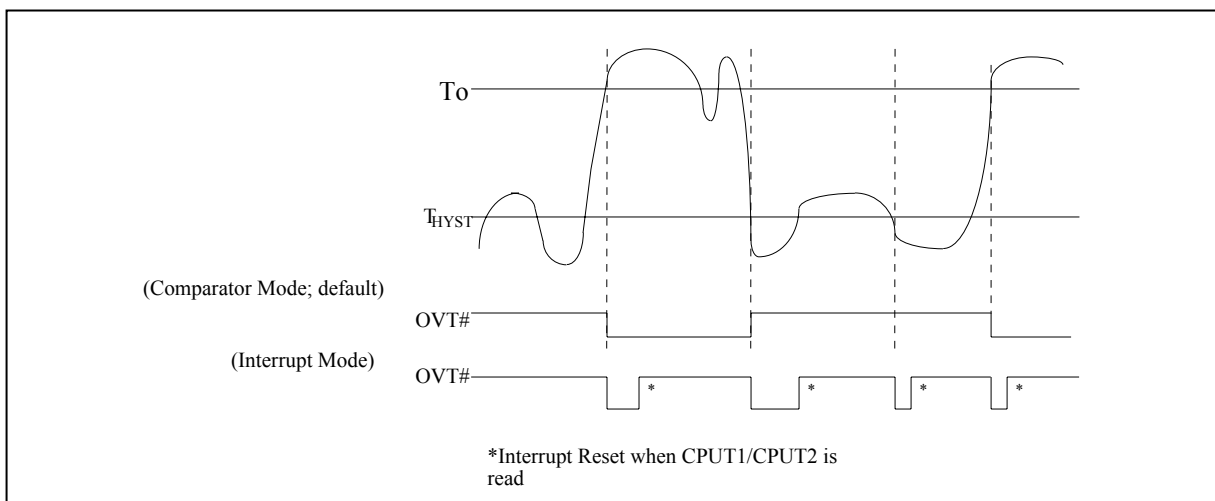 To
THYST
(Comparator Mode; default)
OVT#
(Interrupt Mode)
OVT#
* * * *
*Interrupt Reset when CPUT1/CPUT2 is
read